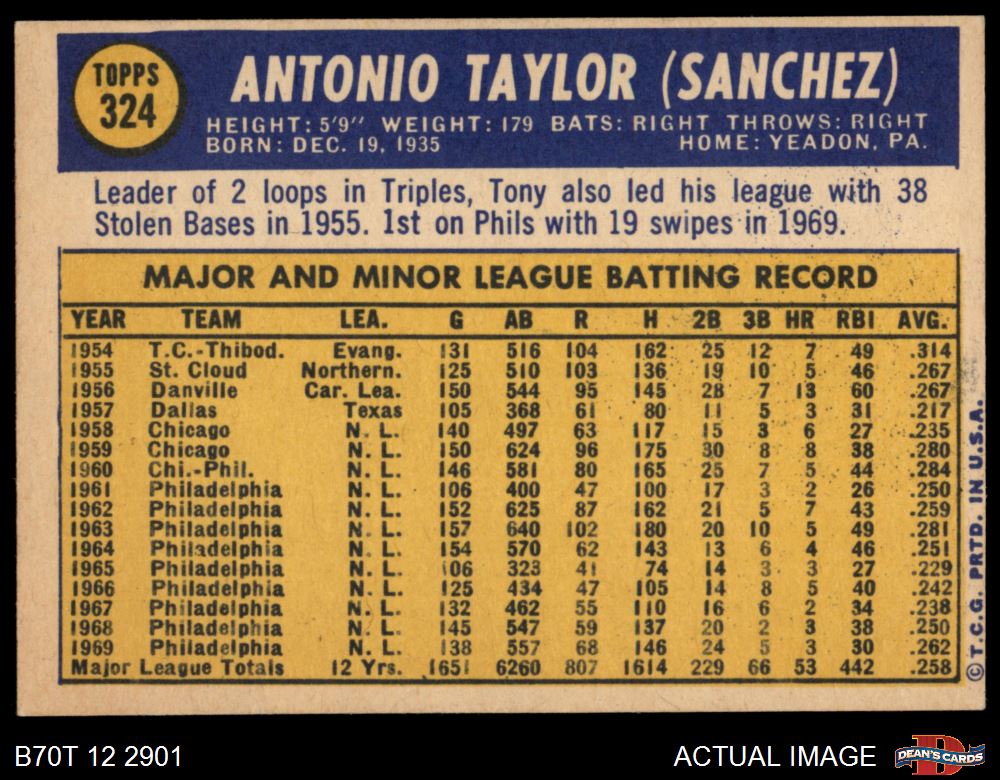 TOPPS
324
ANTONIO TAYLOR (SANCHEZ)
HEIGHT: 5'9" WEIGHT: 179 BATS: RIGHT THROWS: RIGHT
BORN: DEC. 19, 1935 HOME: YEADON, PA.
Leader of 2 loops in Triples, Tony also led his league with 38
Stolen Bases in 1955. 1st on Phils with 19 swipes in 1969.
MAJOR AND MINOR LEAGUE BATTING RECORD
YEAR TEAM LEA. G AB R H 2B 3B HR RBI AVG.
1954 T.C.-Thibod. Evang. 131 516 104 162 25 12 7 49 .314
1955 St. Cloud Northern. 125 510 103 136 19 10 5 46 .267
1956 Danville Car. Lea. 150 544 95 145 28 7 13 60 .267
1957 Dallas Texas 105 368 61 80 11 5 3 31 .217
1958 Chicago N. L. 140 497 63 117 15 3 6 27 .235
1959 Chicago N. L. 150 624 96 175 30 8 8 38 .280
1960 Chi.-Phil. N. L. 146 581 80 165 25 7 5 44 .284
1961 Philadelphia N. L. 106 400 47 100 17 3 2 26 .250
1962 Philadelphia N. L. 152 625 87 162 21 5 7 43 .259
1963 Philadelphia N. L. 157 640 102 180 20 10 5 49 .281
1964 Philadelphia N. L. 154 570 62 143 13 6 4 46 .251
1965 Philadelphia N. L. 106 323 41 74 14 3 3 27 .229
1966 Philadelphia N. L. 125 434 47 105 14 8 5 40 .242
1967 Philadelphia N. L. 132 462 55 110 16 6 2 34 .238
1968 Philadelphia N. L. 145 547 59 137 20 2 3 38 .250
1969 Philadelphia N. L. 138 557 68 146 24 5 3 30 .262
Major League Totals 12 Yrs. 1651 6260 807 1614 229 66 53 442 .258
© T.C.G. PRTD. IN U.S.A.
B70T 12 2901
ACTUAL IMAGE
DEAN'S CARDS